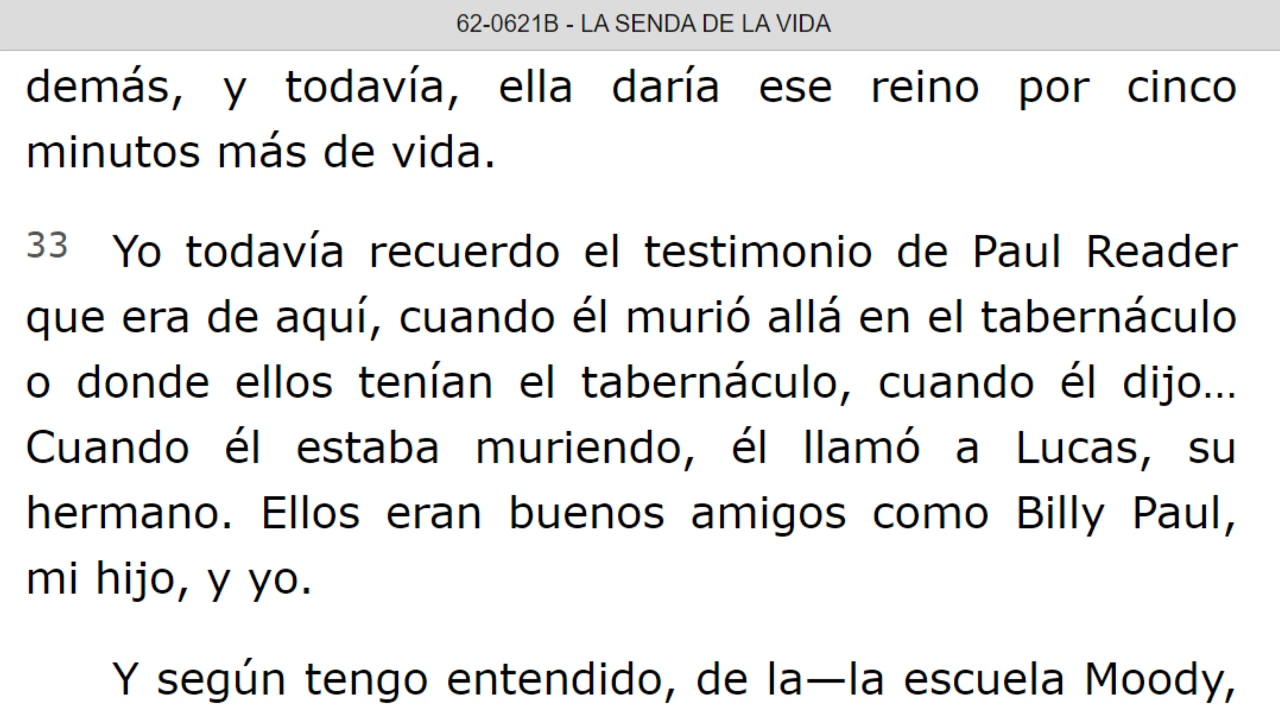 62-0621B - LA SENDA DE LA VIDA
demás, y todavía, ella daría ese reino por cinco
minutos más de vida.
33 Yo todavía recuerdo el testimonio de Paul Reader
que era de aquí, cuando él murió allá en el tabernáculo
o donde ellos tenían el tabernáculo, cuando él dijo…
Cuando él estaba muriendo, él llamó a Lucas, su
hermano. Ellos eran buenos amigos como Billy Paul,
mi hijo, y yo.
Y según tengo entendido, de la—la escuela Moody,